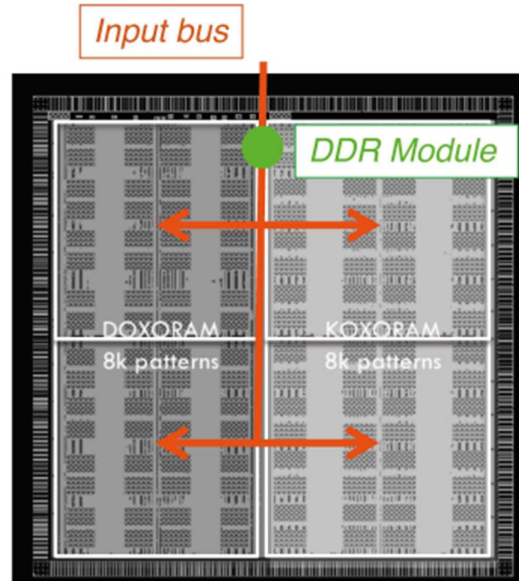 Input bus
DDR Module
DOXORAM
8k patterns
KOXORAM
8k patterns